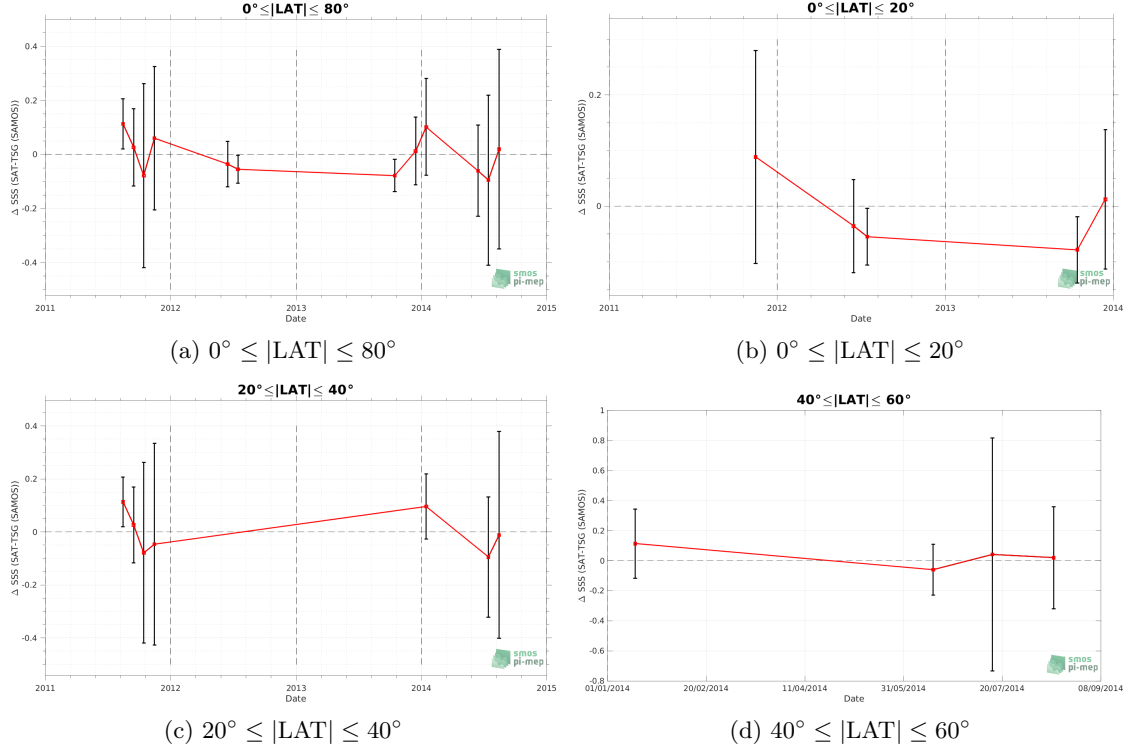 0°≤|LAT|≤ 80°
Δ SSS (SAT-TSG (SAMOS))
0.4
0.2
0
-0.2
-0.4
smos
pi-mep
2011
2012
2013
2014
2015
Date
(a) 0° ≤ |LAT| ≤ 80°
0°≤|LAT|≤ 20°
Δ SSS (SAT-TSG (SAMOS))
0.2
0
smos
pi-mep
2011
2012
2013
2014
Date
(b) 0° ≤ |LAT| ≤ 20°
20°≤|LAT|≤ 40°
Δ SSS (SAT-TSG (SAMOS))
0.4
0.2
0
-0.2
-0.4
smos
pi-mep
2011
2012
2013
2014
2015
Date
(c) 20° ≤ |LAT| ≤ 40°
40°≤|LAT|≤ 60°
Δ SSS (SAT-TSG (SAMOS))
1
0.8
0.6
0.4
0.2
0
-0.2
-0.4
-0.6
-0.8
smos
pi-mep
01/01/2014
20/02/2014
11/04/2014
31/05/2014
20/07/2014
08/09/2014
Date
(d) 40° ≤ |LAT| ≤ 60°